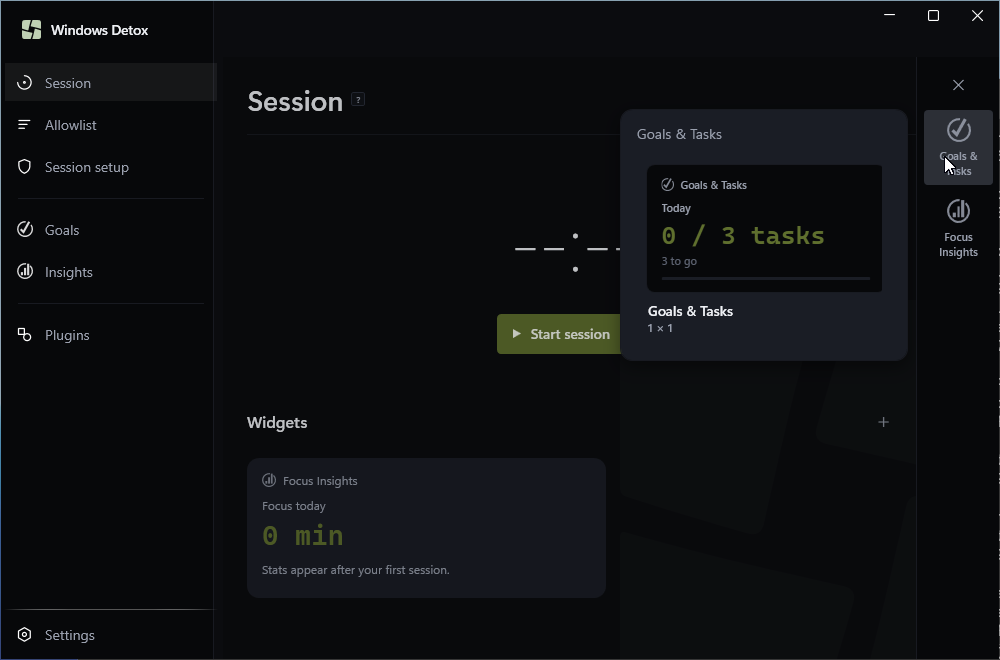 Windows Detox
Session
Allowlist
Session setup
Goals
Insights
Plugins
Settings
Session ?
Start session
Widgets
Focus Insights
Focus today
0 min
Stats appear after your first session.
Goals & Tasks
Goals & Tasks
Today
0 / 3 tasks
3 to go
Goals & Tasks
1 × 1
Goals &
Focus
Insights